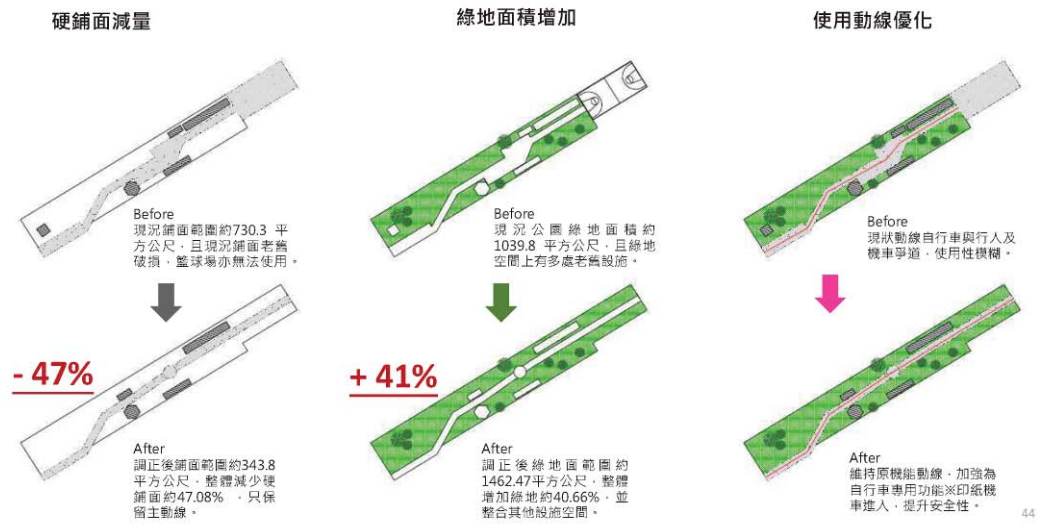 硬鋪面減量
Before
現況鋪面範圍約730.3 平
方公尺，且現況鋪面老舊
破損，籃球場亦無法使用。
- 47%
After
調正後鋪面範圍約343.8
平方公尺，整體減少硬
鋪面約47.08% ，只保
留主動線。
綠地面積增加
Before
現況公園綠地面積約
1039.8 平方公尺，且綠地
空間上有多處老舊設施。
+ 41%
After
調正後綠地面範圍約
1462.47平方公尺，整體
增加綠地約40.66%，並
整合其他設施空間。
使用動線優化
Before
現狀動線自行車與行人及
機車爭道，使用性模糊。
After
維持原機能動線，加強為
自行車專用功能※印紙機
車進入，提升安全性。
44